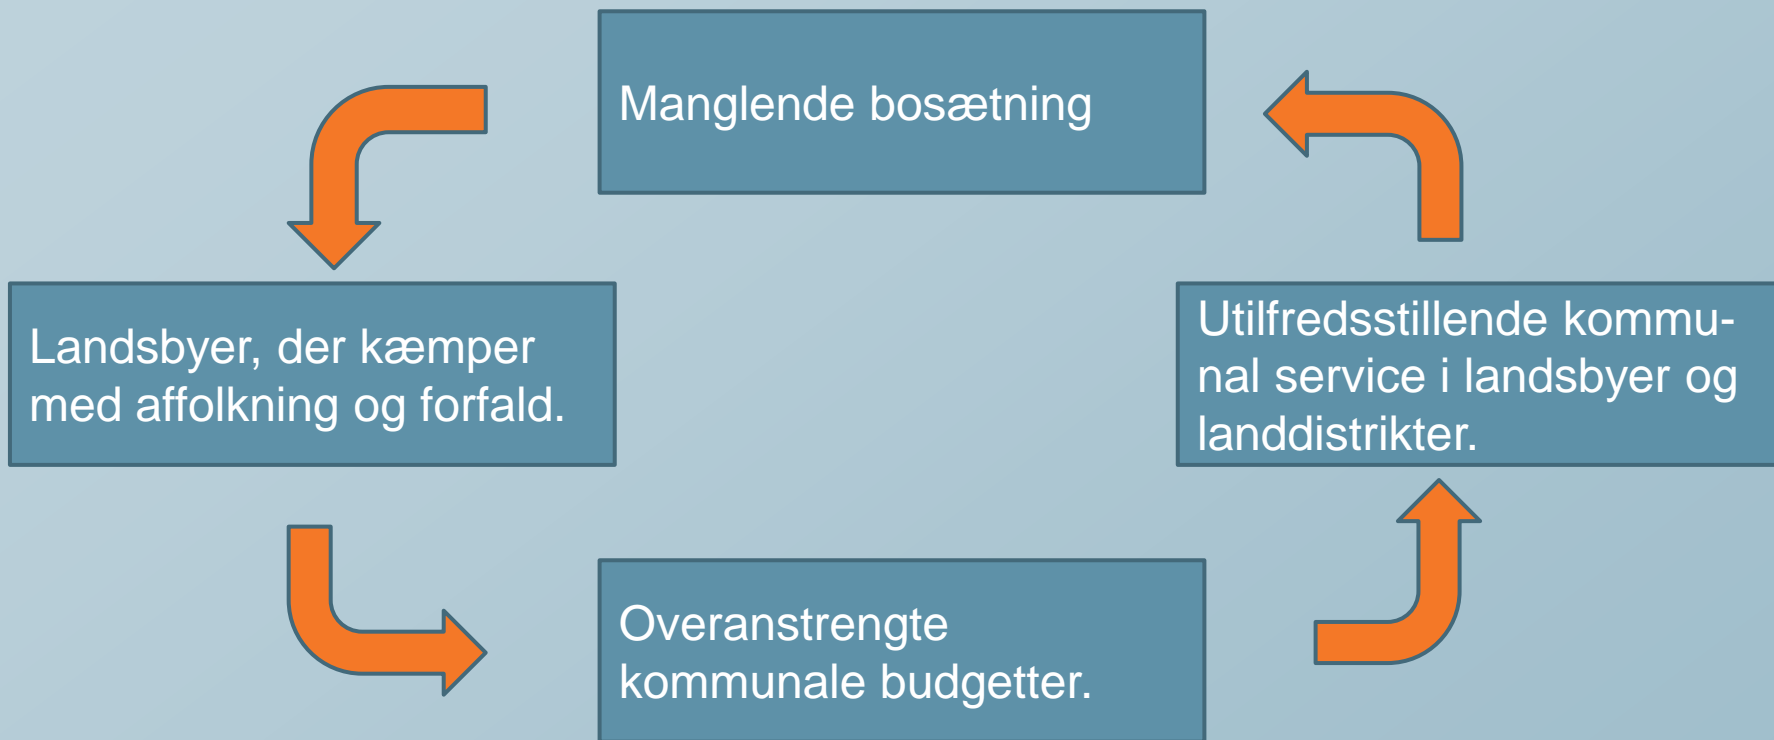 Manglende bosætning
Landsbyer, der kæmper
med affolkning og forfald.
Utilfredsstillende kommu-
nal service i landsbyer og
landdistrikter.
Overanstrengte
kommunale budgetter.